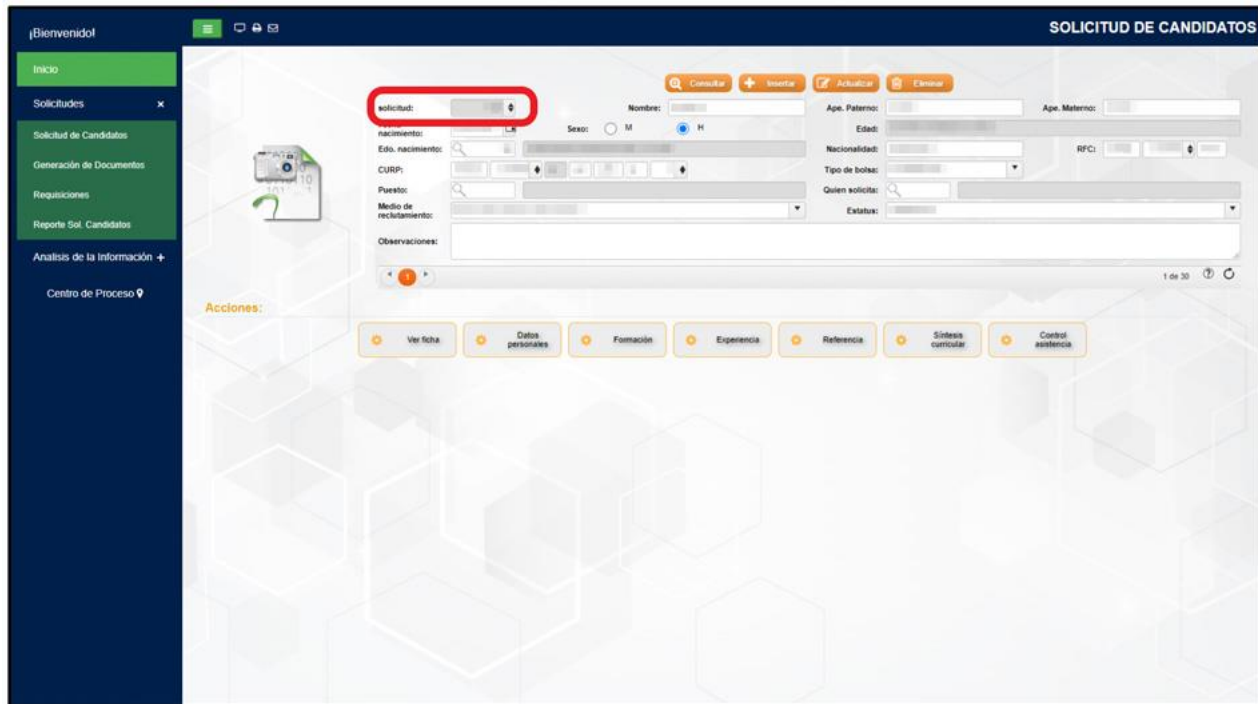 ¡Bienvenido!
SOLICITUD DE CANDIDATOS
Inicio
Solicitudes ×
Solicitud de Candidatos
Generación de Documentos
Requisiciones
Reporte Sol. Candidatos
Analisis de la Información +
Centro de Proceso
Consultar Insertar Actualizar Eliminar
solicitud: Nombre: Ape. Paterno: Ape. Materno:
nacimiento: Sexo: M H Edad:
Edo. nacimiento: Nacionalidad: RFC:
CURP: Tipo de bolsa:
Puesto: Quien solicita:
Medio de
reclutamiento: Estatus:
Observaciones:
1 1 de 30
Acciones:
Ver ficha Datos personales Formación Experiencia Referencia Síntesis curricular Control asistencia